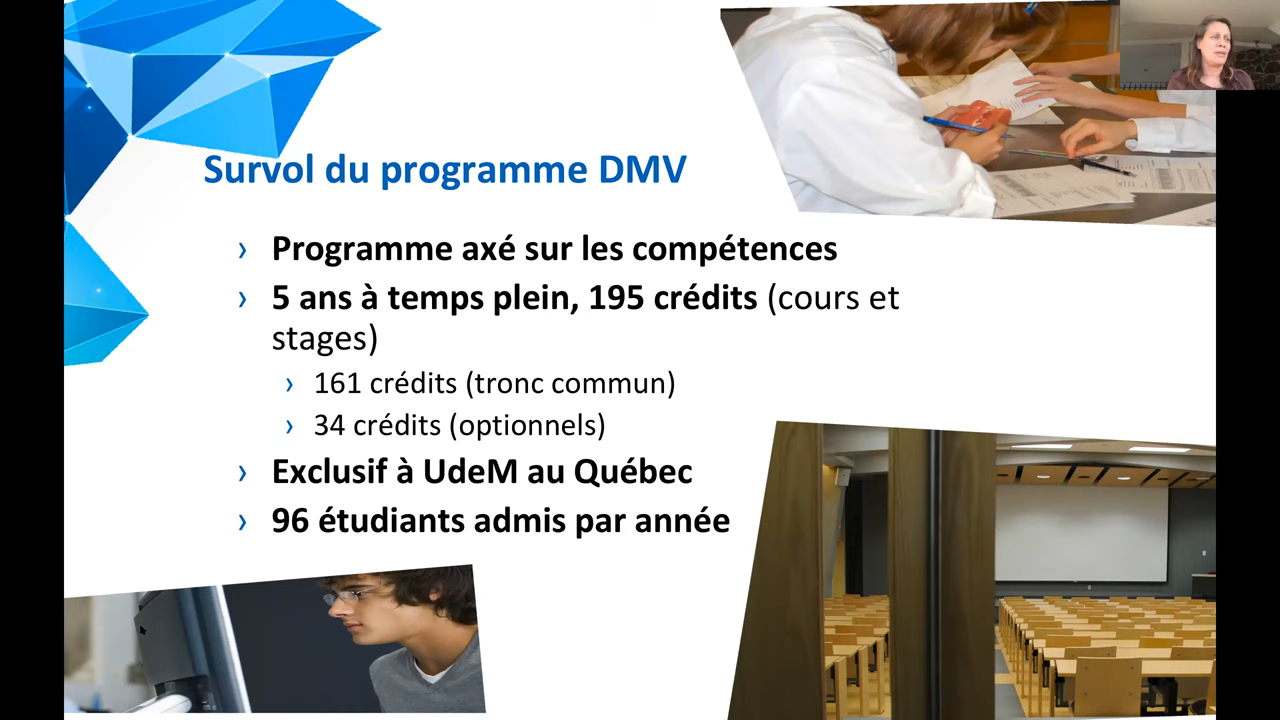 Survol du programme DMV
› Programme axé sur les compétences
› 5 ans à temps plein, 195 crédits (cours et
stages)
› 161 crédits (tronc commun)
› 34 crédits (optionnels)
› Exclusif à UdeM au Québec
› 96 étudiants admis par année